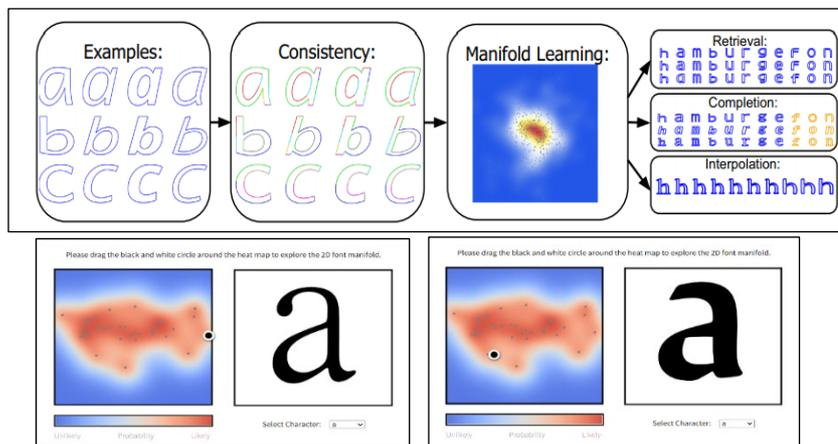 Examples:
a a a a
b b b b
c c c c
Consistency:
a a a a
b b b b
c c c c
Manifold Learning:
Retrieval:
hamburgefon
hamburgefon
hamburgefon
Completion:
hamburgefon
hamburgefon
hamburgefon
Interpolation:
hhhhhhhhhhh
Please drag the black and white circle around the heat map to explore the 2D font manifold.
a
Unlikely Probability Likely
Select Character: a
Please drag the black and white circle around the heat map to explore the 2D font manifold.
a
Unlikely Probability Likely
Select Character: a